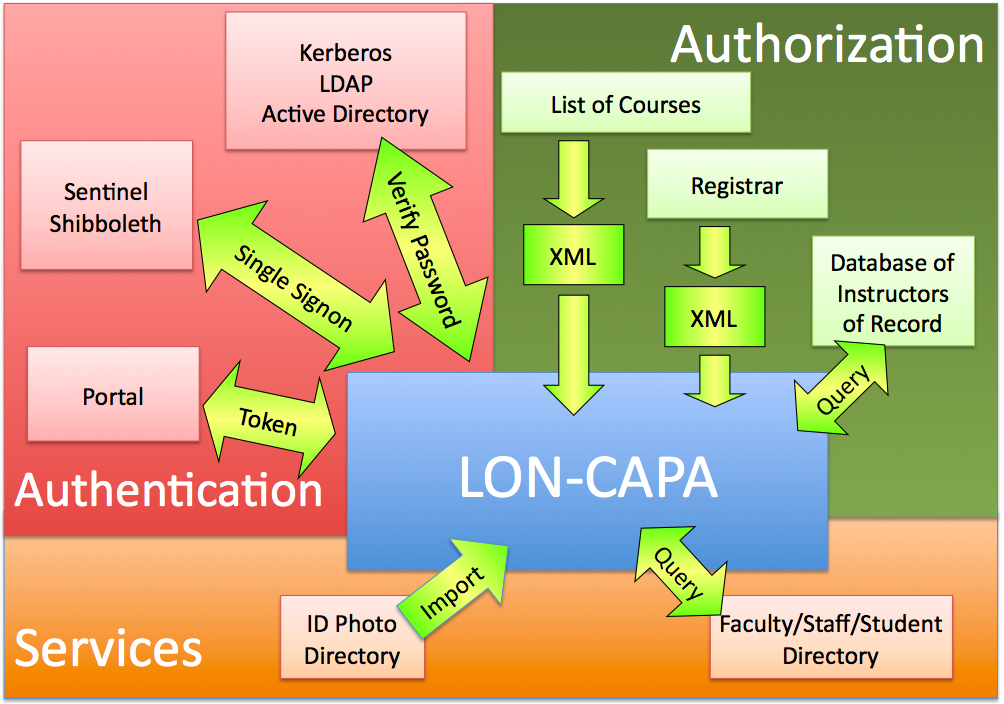 Kerberos
LDAP
Active Directory
Authorization
List of Courses
Sentinel
Shibboleth
Verify Password
Registrar
Single Signon
XML
Database of
Instructors
of Record
XML
Portal
Token
Query
Authentication
LON-CAPA
Import
Query
Services
ID Photo
Directory
Faculty/Staff/Student
Directory